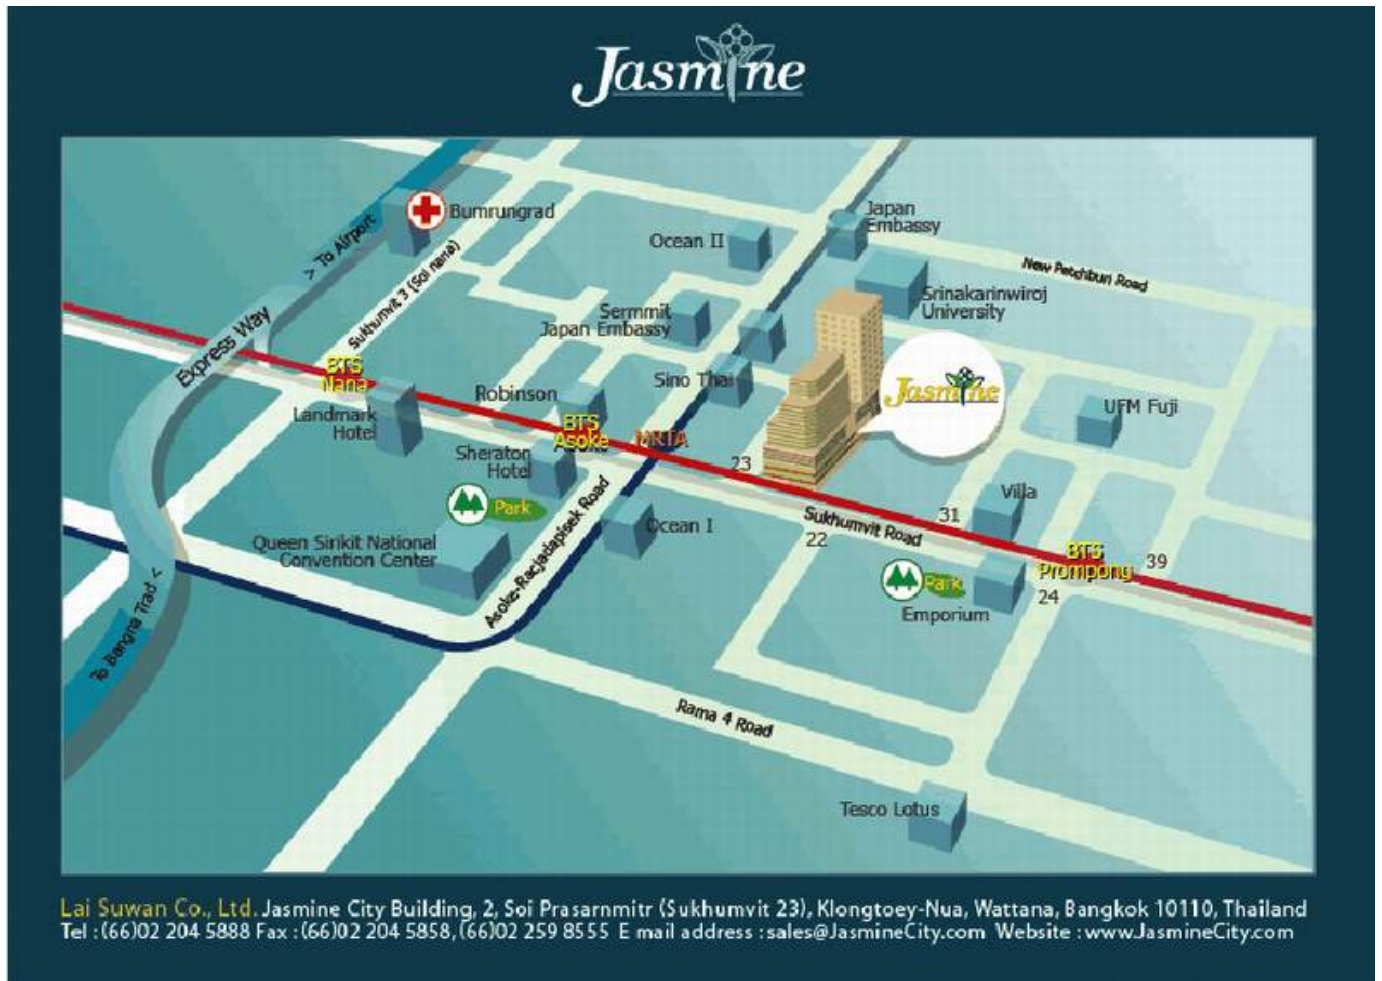 Jasmine
Bumrungrad
> To Airport
Sukhumvit 3 (Soi nana)
Express Way
Ocean II
Japan
Embassy
New Petchburi Road
Srinakarinwiroj
University
Sermmit
Japan Embassy
Sino Thai
Jasmine
UFM Fuji
BTS
Nana
Landmark
Hotel
Robinson
BTS
Asoke
Asoke
MRTA
23
Sheraton
Hotel
Park
Queen Sirikit National
Convention Center
Asoke-Racjadapisek Road
Ocean I
Villa
31
Sukhumvit Road
22
BTS
Prompong
39
24
Park
Emporium
To Bangna Trad <
Rama 4 Road
Tesco Lotus
Lai Suwan Co., Ltd. Jasmine City Building, 2, Soi Prasarnmitr (Sukhumvit 23), Klongtoey-Nua, Wattana, Bangkok 10110, Thailand
Tel :(66)02 204 5888 Fax :(66)02 204 5858, (66)02 259 8555 E mail address :sales@JasmineCity.com Website :www.JasmineCity.com